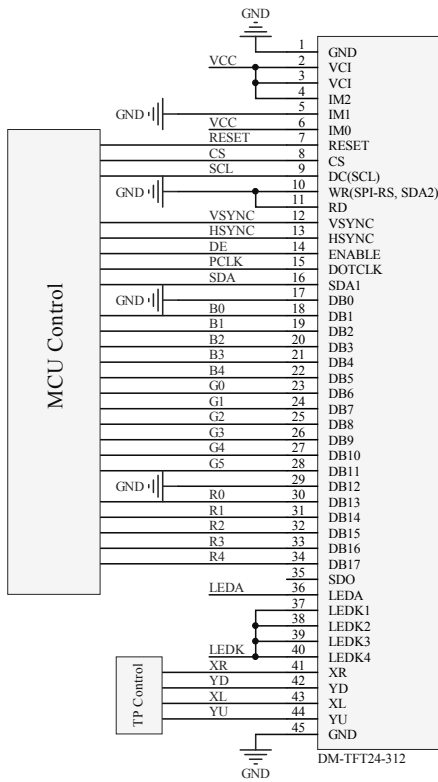 GND
1 GND
VCC 2 VCI
3 VCI
4 IM2
GND 5 IM1
VCC 6 IM0
RESET 7 RESET
CS 8 CS
SCL 9 DC(SCL)
GND 10 WR(SPI-RS, SDA2)
11 RD
VSYNC 12 VSYNC
HSYNC 13 HSYNC
DE 14 ENABLE
PCLK 15 DOTCLK
SDA 16 SDA1
GND 17 DB0
B0 18 DB1
B1 19 DB2
B2 20 DB3
B3 21 DB4
B4 22 DB5
G0 23 DB6
G1 24 DB7
G2 25 DB8
G3 26 DB9
G4 27 DB10
G5 28 DB11
GND 29 DB12
R0 30 DB13
R1 31 DB14
R2 32 DB15
R3 33 DB16
R4 34 DB17
35 SDO
LEDA 36 LEDA
37 LEDK1
38 LEDK2
39 LEDK3
LEDK 40 LEDK4
XR 41 XR
YD 42 YD
XL 43 XL
YU 44 YU
45 GND
GND
DM-TFT24-312
MCU Control
TP Control